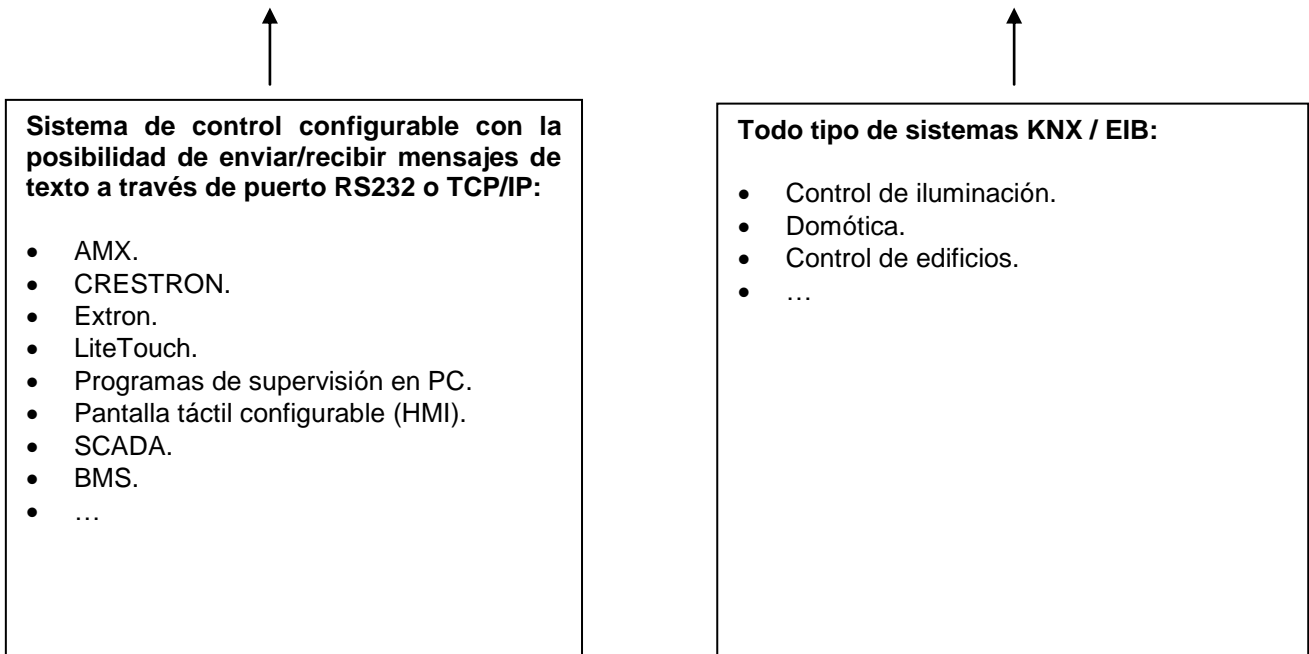 Sistema de control configurable con la
posibilidad de enviar/recibir mensajes de
texto a través de puerto RS232 o TCP/IP:
• AMX.
• CRESTRON.
• Extron.
• LiteTouch.
• Programas de supervisión en PC.
• Pantalla táctil configurable (HMI).
• SCADA.
• BMS.
• …
Todo tipo de sistemas KNX / EIB:
• Control de iluminación.
• Domótica.
• Control de edificios.
• …